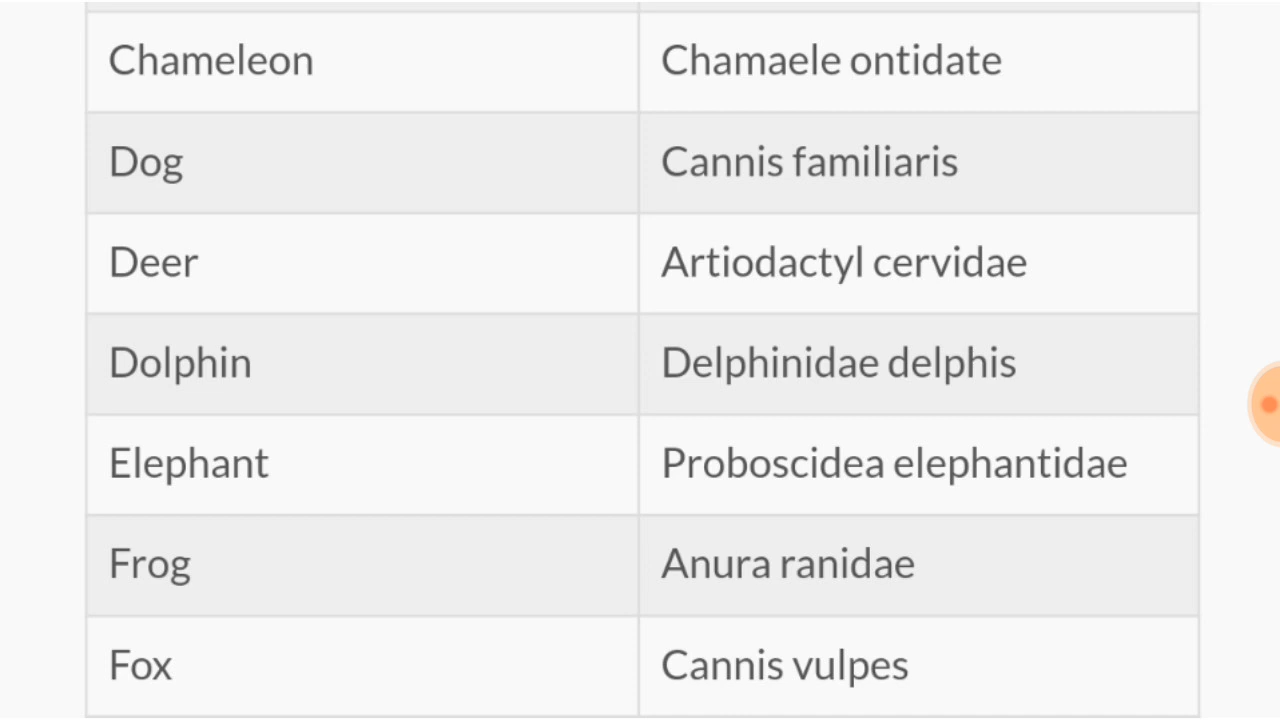 Chameleon Chamaele ontidate
Dog Cannis familiaris
Deer Artiodactyl cervidae
Dolphin Delphinidae delphis
Elephant Proboscidea elephantidae
Frog Anura ranidae
Fox Cannis vulpes